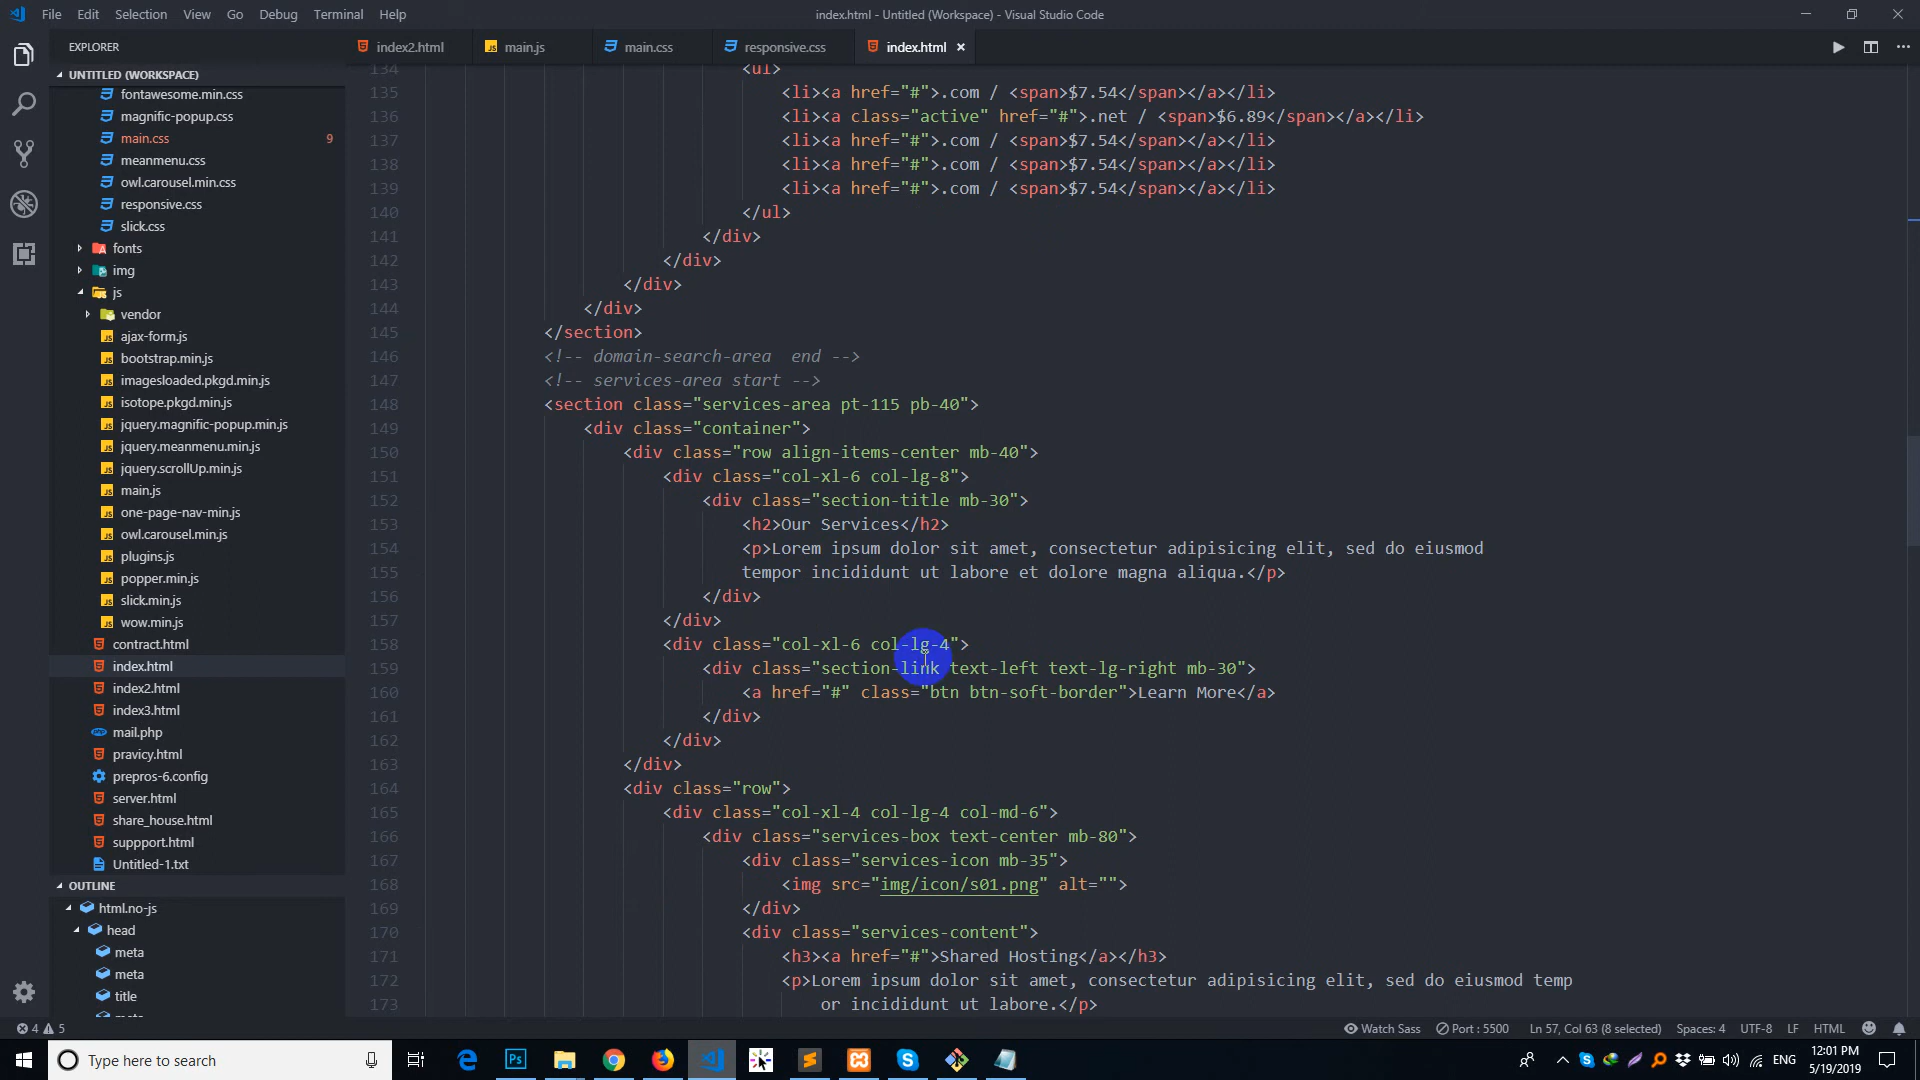 File Edit Selection View Go Debug Terminal Help
index.html - Untitled (Workspace) - Visual Studio Code
EXPLORER
index2.html
main.js
main.css
responsive.css
index.html
UNTITLED (WORKSPACE)
fontawesome.min.css
magnific-popup.css
main.css 9
meanmenu.css
owl.carousel.min.css
responsive.css
slick.css
fonts
img
js
vendor
ajax-form.js
bootstrap.min.js
imagesloaded.pkgd.min.js
isotope.pkgd.min.js
jquery.magnific-popup.min.js
jquery.meanmenu.min.js
jquery.scrollUp.min.js
main.js
one-page-nav-min.js
owl.carousel.min.js
plugins.js
popper.min.js
slick.min.js
wow.min.js
contract.html
index.html
index2.html
index3.html
mail.php
pravicy.html
prepros-6.config
server.html
share_house.html
suppport.html
Untitled-1.txt
OUTLINE
html.no-js
head
meta
meta
title
134 <ul>
135 <li><a href="#">.com / <span>$7.54</span></a></li>
136 <li><a class="active" href="#">.net / <span>$6.89</span></a></li>
137 <li><a href="#">.com / <span>$7.54</span></a></li>
138 <li><a href="#">.com / <span>$7.54</span></a></li>
139 <li><a href="#">.com / <span>$7.54</span></a></li>
140 </ul>
141 </div>
142 </div>
143 </div>
144 </div>
145 </section>
146 <!-- domain-search-area  end -->
147 <!-- services-area start -->
148 <section class="services-area pt-115 pb-40">
149 <div class="container">
150 <div class="row align-items-center mb-40">
151 <div class="col-xl-6 col-lg-8">
152 <div class="section-title mb-30">
153 <h2>Our Services</h2>
154 <p>Lorem ipsum dolor sit amet, consectetur adipisicing elit, sed do eiusmod
155 tempor incididunt ut labore et dolore magna aliqua.</p>
156 </div>
157 </div>
158 <div class="col-xl-6 col-lg-4">
159 <div class="section-link text-left text-lg-right mb-30">
160 <a href="#" class="btn btn-soft-border">Learn More</a>
161 </div>
162 </div>
163 </div>
164 <div class="row">
165 <div class="col-xl-4 col-lg-4 col-md-6">
166 <div class="services-box text-center mb-80">
167 <div class="services-icon mb-35">
168 <img src="img/icon/s01.png" alt="">
169 </div>
170 <div class="services-content">
171 <h3><a href="#">Shared Hosting</a></h3>
172 <p>Lorem ipsum dolor sit amet, consectetur adipisicing elit, sed do eiusmod temp
173 or incididunt ut labore.</p>
4 5
Watch Sass
Port : 5500
Ln 57, Col 63 (8 selected)
Spaces: 4
UTF-8
LF
HTML
Type here to search
Ps
ENG
12:01 PM
5/19/2019